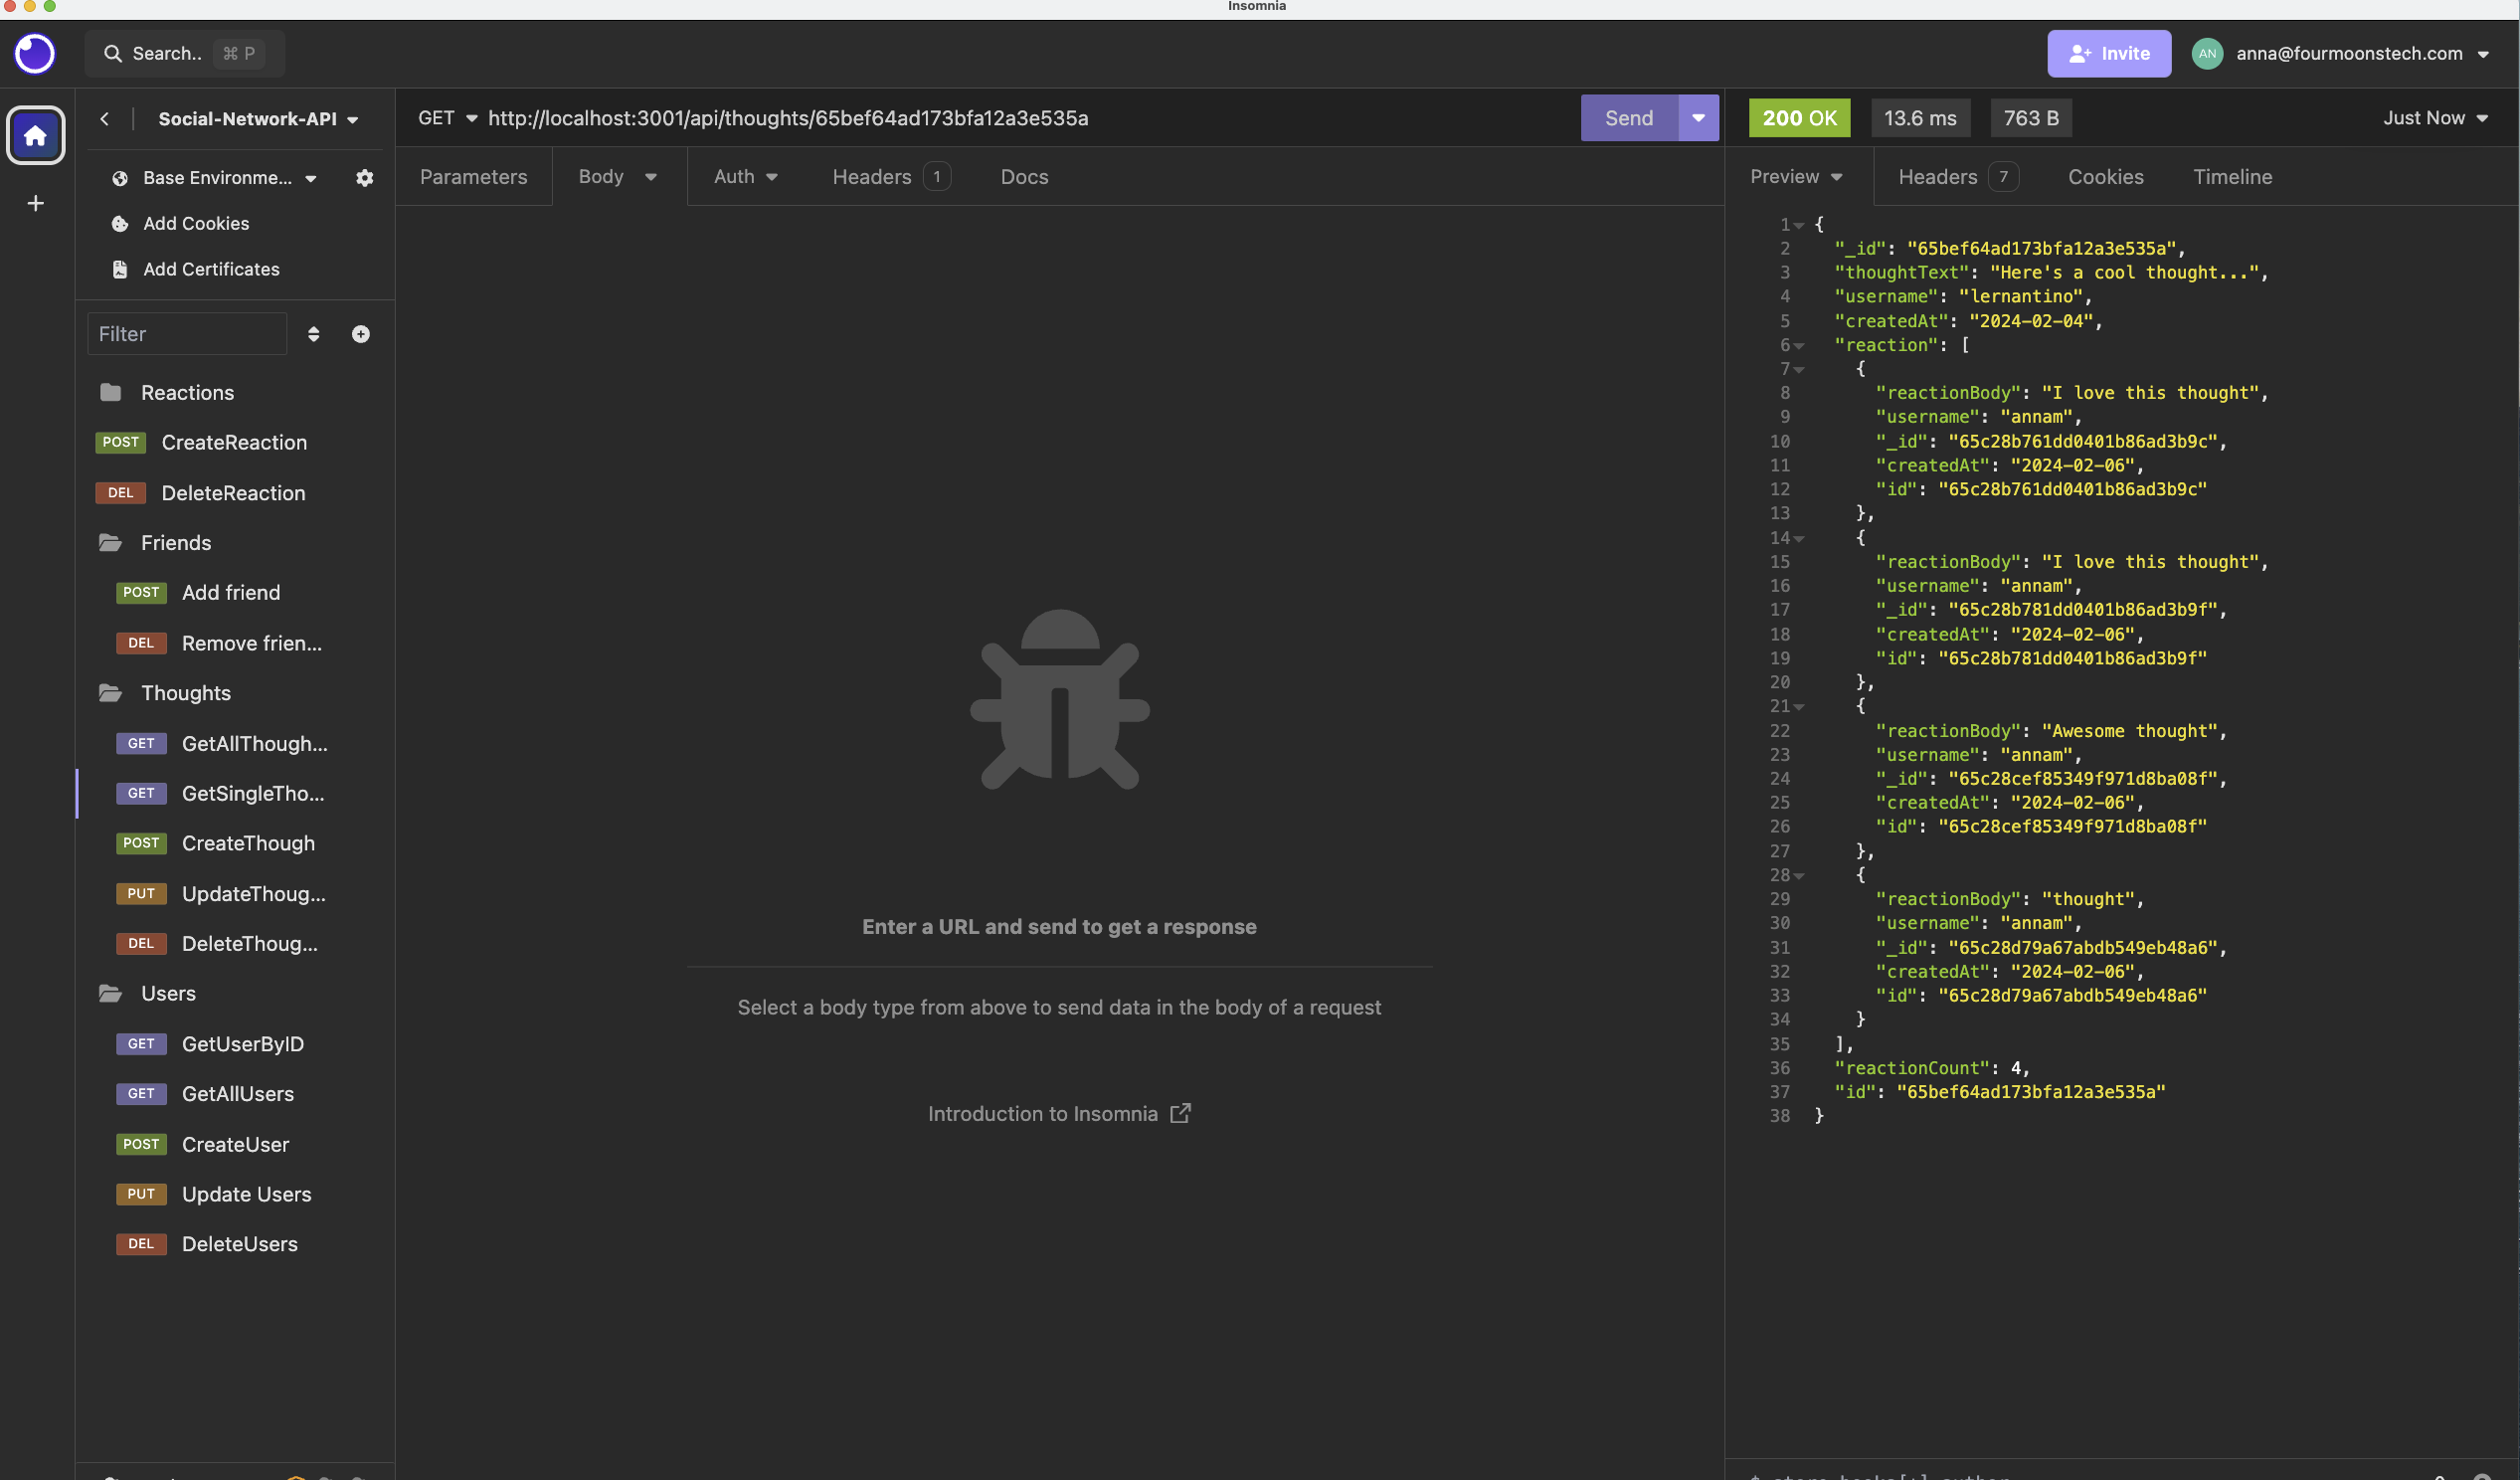 Insomnia
Search.. ⌘ P
Invite
AN anna@fourmoonstech.com
Social-Network-API
Base Environme...
Add Cookies
Add Certificates
Filter
Reactions
POST CreateReaction
DEL DeleteReaction
Friends
POST Add friend
DEL Remove frien...
Thoughts
GET GetAllThough...
GET GetSingleTho...
POST CreateThough
PUT UpdateThoug...
DEL DeleteThoug...
Users
GET GetUserByID
GET GetAllUsers
POST CreateUser
PUT Update Users
DEL DeleteUsers
GET http://localhost:3001/api/thoughts/65bef64ad173bfa12a3e535a
Send
Parameters Body Auth Headers 1 Docs
Enter a URL and send to get a response
Select a body type from above to send data in the body of a request
Introduction to Insomnia
200 OK 13.6 ms 763 B Just Now
Preview Headers 7 Cookies Timeline
1 {
2 "_id": "65bef64ad173bfa12a3e535a",
3 "thoughtText": "Here's a cool thought...",
4 "username": "lernantino",
5 "createdAt": "2024-02-04",
6 "reaction": [
7 {
8 "reactionBody": "I love this thought",
9 "username": "annam",
10 "_id": "65c28b761dd0401b86ad3b9c",
11 "createdAt": "2024-02-06",
12 "id": "65c28b761dd0401b86ad3b9c"
13 },
14 {
15 "reactionBody": "I love this thought",
16 "username": "annam",
17 "_id": "65c28b781dd0401b86ad3b9f",
18 "createdAt": "2024-02-06",
19 "id": "65c28b781dd0401b86ad3b9f"
20 },
21 {
22 "reactionBody": "Awesome thought",
23 "username": "annam",
24 "_id": "65c28cef85349f971d8ba08f",
25 "createdAt": "2024-02-06",
26 "id": "65c28cef85349f971d8ba08f"
27 },
28 {
29 "reactionBody": "thought",
30 "username": "annam",
31 "_id": "65c28d79a67abdb549eb48a6",
32 "createdAt": "2024-02-06",
33 "id": "65c28d79a67abdb549eb48a6"
34 }
35 ],
36 "reactionCount": 4,
37 "id": "65bef64ad173bfa12a3e535a"
38 }